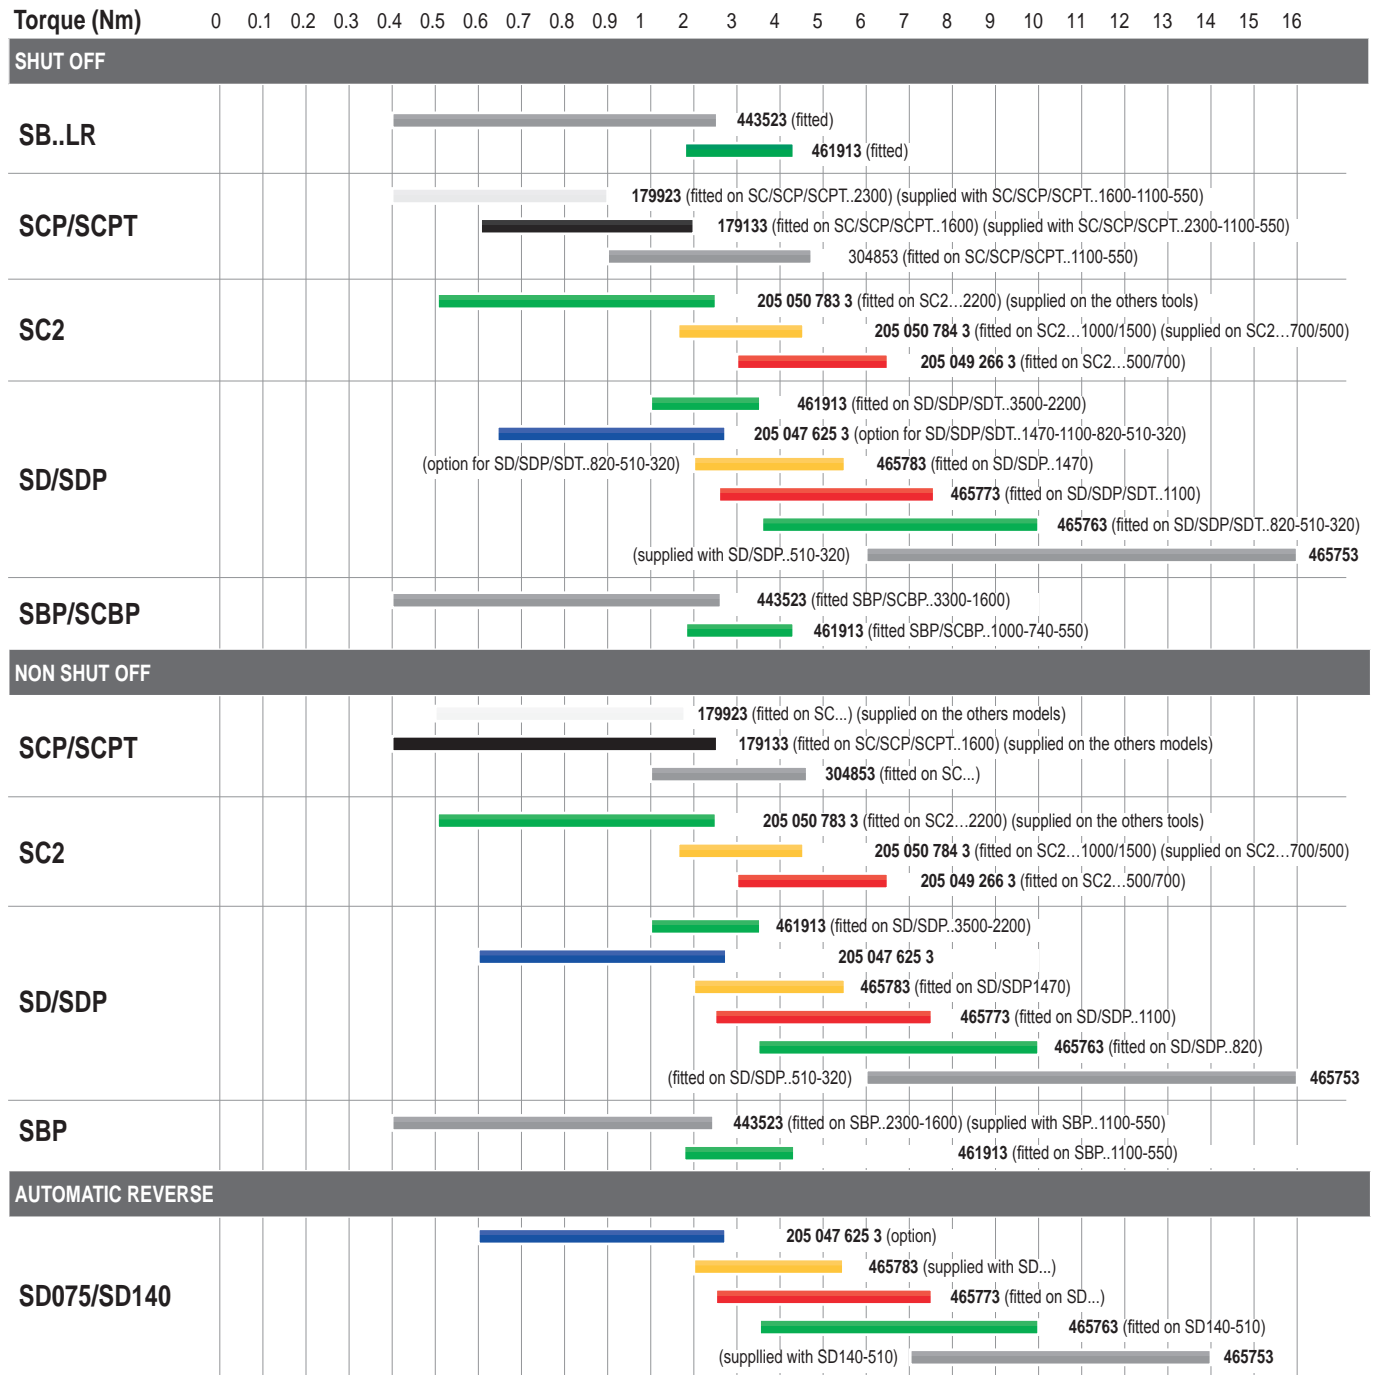 Torque (Nm) 0 0.1 0.2 0.3 0.4 0.5 0.6 0.7 0.8 0.9 1 2 3 4 5 6 7 8 9 10 11 12 13 14 15 16
SHUT OFF
SB..LR
443523 (fitted)
461913 (fitted)
SCP/SCPT
179923 (fitted on SC/SCP/SCPT..2300) (supplied with SC/SCP/SCPT..1600-1100-550)
179133 (fitted on SC/SCP/SCPT..1600) (supplied with SC/SCP/SCPT..2300-1100-550)
304853 (fitted on SC/SCP/SCPT..1100-550)
SC2
205 050 783 3 (fitted on SC2...2200) (supplied on the others tools)
205 050 784 3 (fitted on SC2...1000/1500) (supplied on SC2...700/500)
205 049 266 3 (fitted on SC2...500/700)
SD/SDP
461913 (fitted on SD/SDP/SDT..3500-2200)
205 047 625 3 (option for SD/SDP/SDT..1470-1100-820-510-320)
(option for SD/SDP/SDT..820-510-320) 465783 (fitted on SD/SDP..1470)
465773 (fitted on SD/SDP/SDT..1100)
465763 (fitted on SD/SDP/SDT..820-510-320)
(supplied with SD/SDP..510-320) 465753
SBP/SCBP
443523 (fitted SBP/SCBP..3300-1600)
461913 (fitted SBP/SCBP..1000-740-550)
NON SHUT OFF
SCP/SCPT
179923 (fitted on SC...) (supplied on the others models)
179133 (fitted on SC/SCP/SCPT..1600) (supplied on the others models)
304853 (fitted on SC...)
SC2
205 050 783 3 (fitted on SC2...2200) (supplied on the others tools)
205 050 784 3 (fitted on SC2...1000/1500) (supplied on SC2...700/500)
205 049 266 3 (fitted on SC2...500/700)
SD/SDP
461913 (fitted on SD/SDP..3500-2200)
205 047 625 3
465783 (fitted on SD/SDP1470)
465773 (fitted on SD/SDP..1100)
465763 (fitted on SD/SDP..820)
(fitted on SD/SDP..510-320) 465753
SBP
443523 (fitted on SBP..2300-1600) (supplied with SBP..1100-550)
461913 (fitted on SBP..1100-550)
AUTOMATIC REVERSE
SD075/SD140
205 047 625 3 (option)
465783 (supplied with SD...)
465773 (fitted on SD...)
465763 (fitted on SD140-510)
(suppllied with SD140-510) 465753